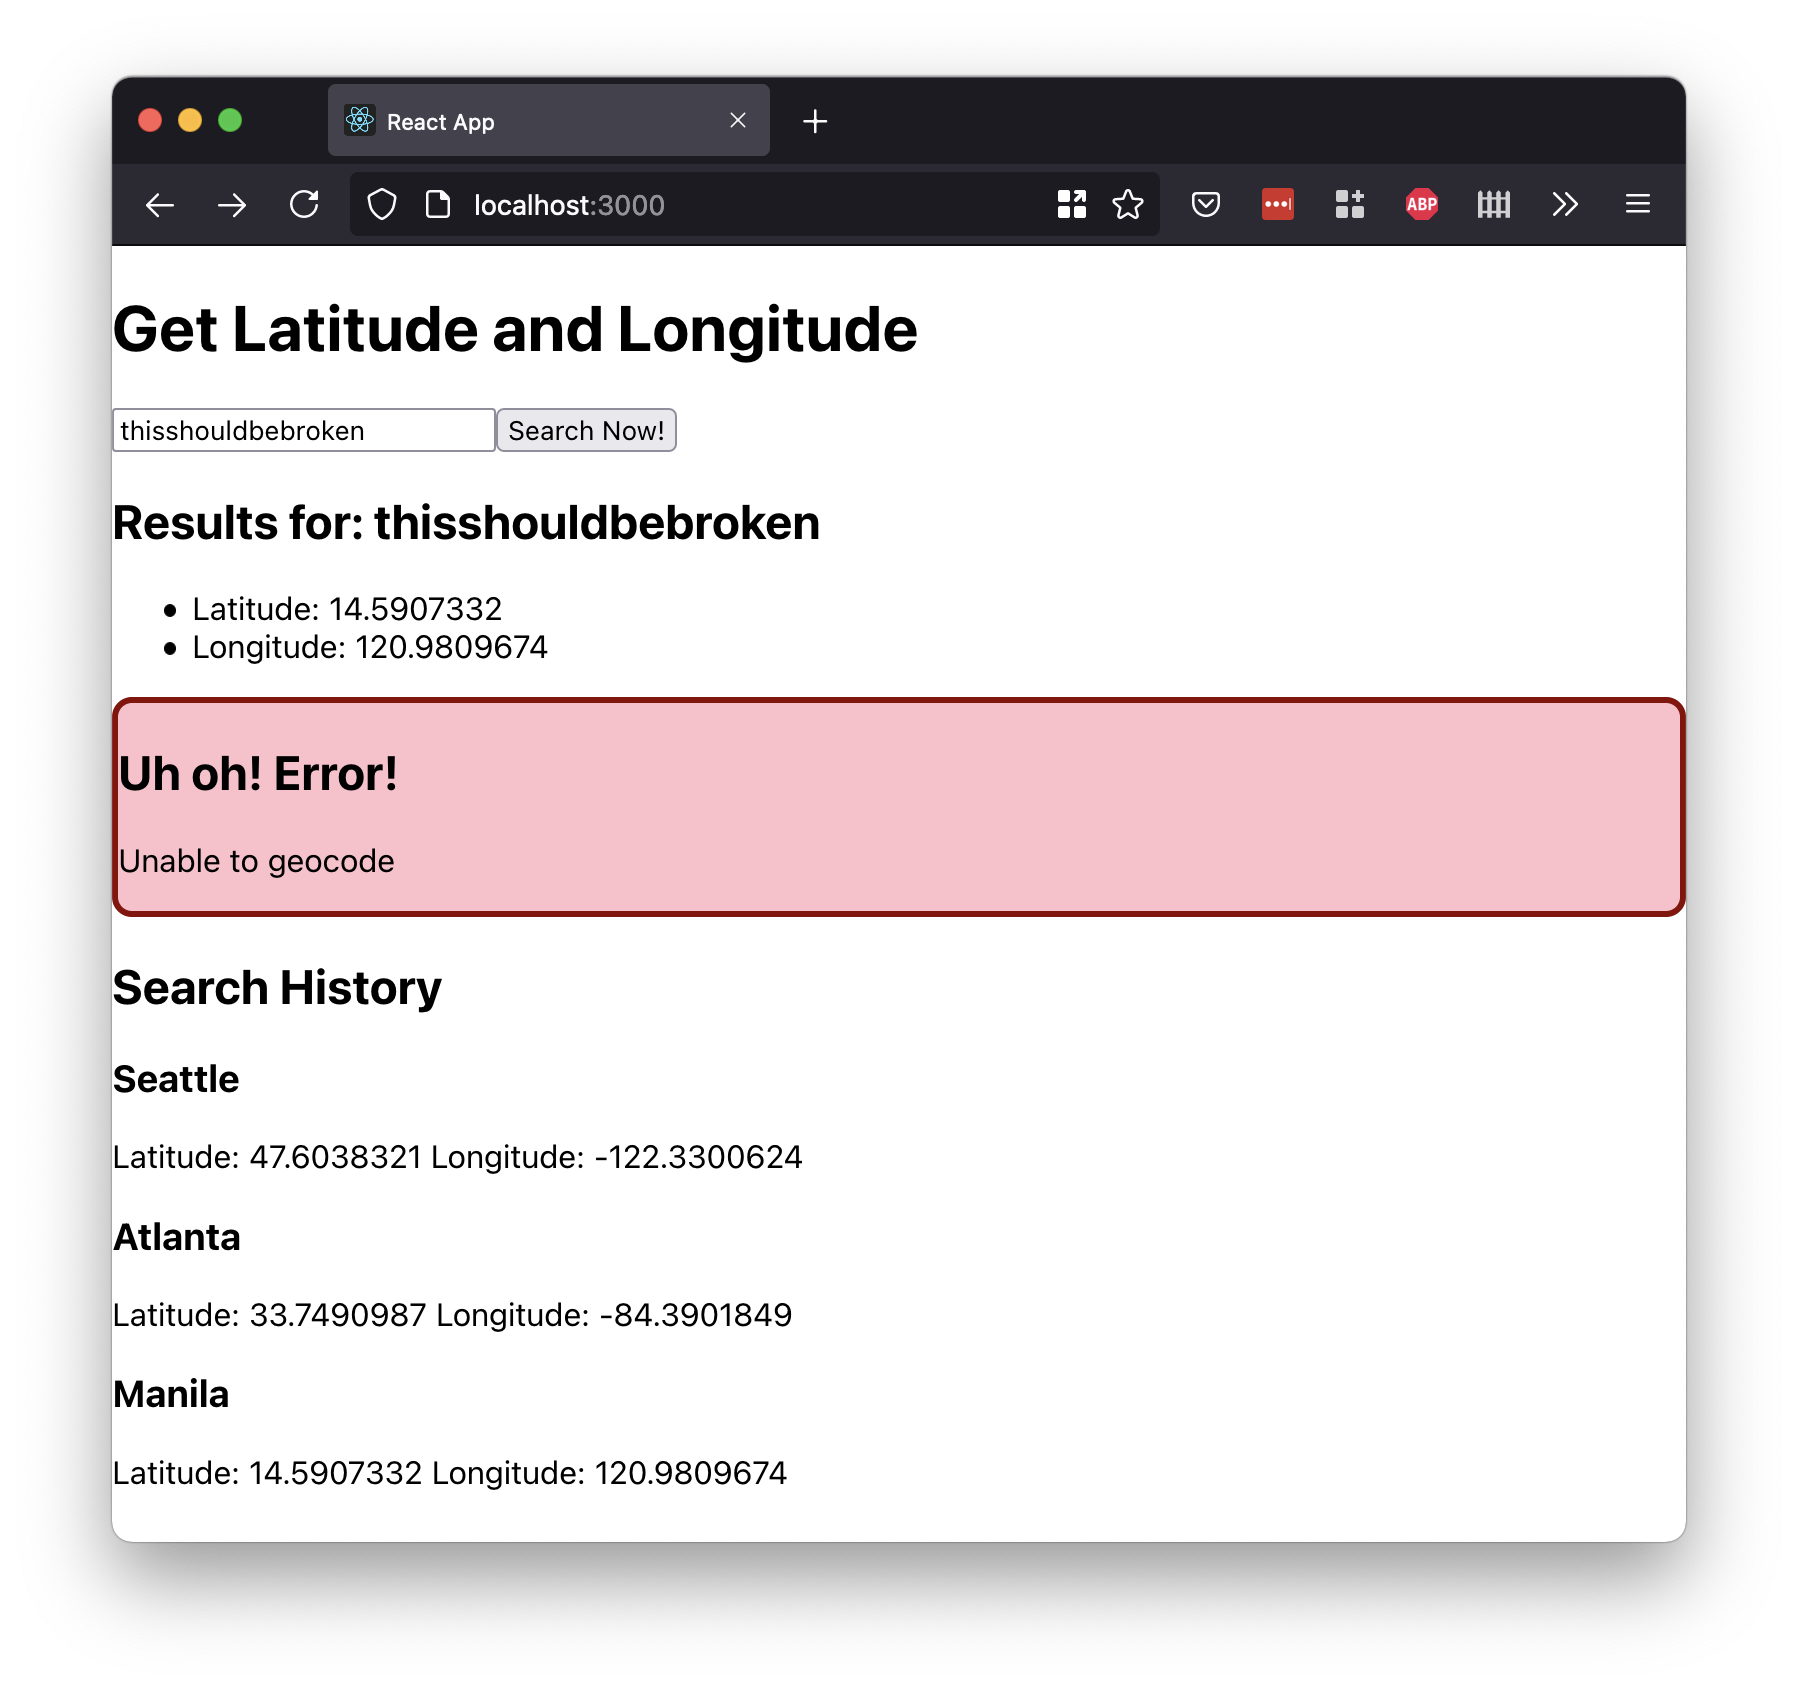 React App
localhost:3000
ABP
Get Latitude and Longitude
thisshouldbebroken Search Now!
Results for: thisshouldbebroken
Latitude: 14.5907332
Longitude: 120.9809674
Uh oh! Error!
Unable to geocode
Search History
Seattle
Latitude: 47.6038321 Longitude: -122.3300624
Atlanta
Latitude: 33.7490987 Longitude: -84.3901849
Manila
Latitude: 14.5907332 Longitude: 120.9809674